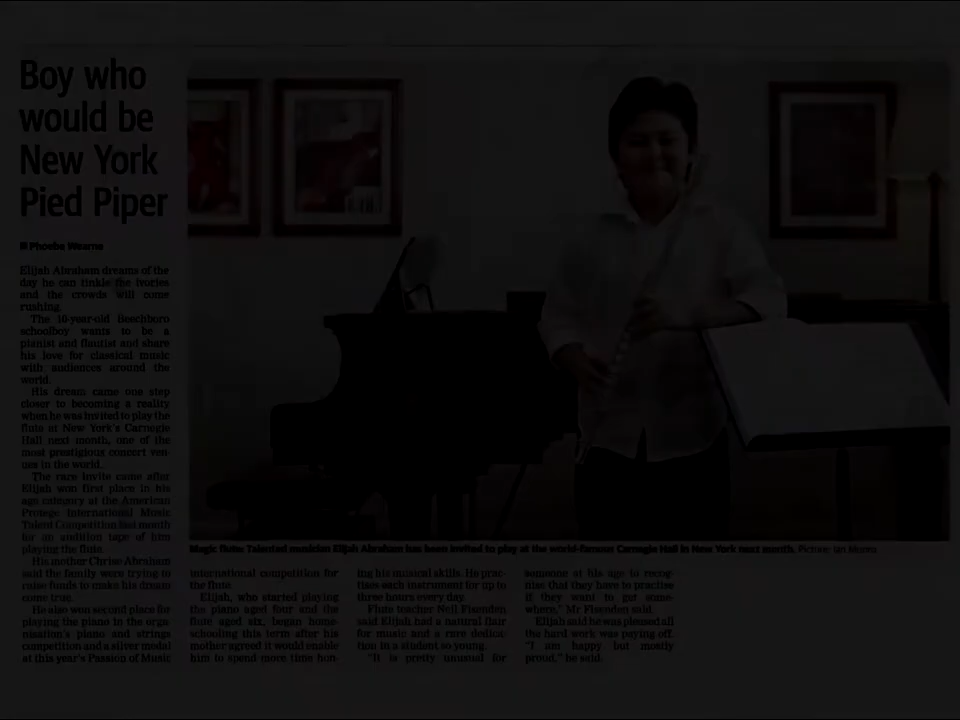 Boy who
would be
New York
Pied Piper
Phoebe Wearne
Elijah Abraham dreams of the
day he can tinkle the ivories
and the crowds will come
rushing.
The 10-year-old Beechboro
schoolboy wants to be a
pianist and flautist and share
his love for classical music
with audiences around the
world.
His dream came one step
closer to becoming a reality
when he was invited to play the
flute at New York's Carnegie
Hall next month, one of the
most prestigious concert ven-
ues in the world.
The rare invite came after
Elijah won first place in his
age category at the American
Protege International Music
Talent Competition last month
for an audition tape of him
playing the flute.
His mother Chrise Abraham
said the family were trying to
raise funds to make his dream
come true.
He also won second place for
playing the piano in the orga-
nisation's piano and strings
competition and a silver medal
at this year's Passion of Music
Magic flute: Talented musician Elijah Abraham has been invited to play at the world-famous Carnegie Hall in New York next month. Picture: Ian Munro
international competition for
the flute.
Elijah, who started playing
the piano aged four and the
flute aged six, began home-
schooling this term after his
mother agreed it would enable
him to spend more time hon-
ing his musical skills. He prac-
tises each instrument for up to
three hours every day.
Flute teacher Neil Fisenden
said Elijah had a natural flair
for music and a rare dedica-
tion in a student so young.
"It is pretty unusual for
someone at his age to recog-
nise that they have to practise
if they want to get some-
where," Mr Fisenden said.
Elijah said he was pleased all
the hard work was paying off.
"I am happy but mostly
proud," he said.